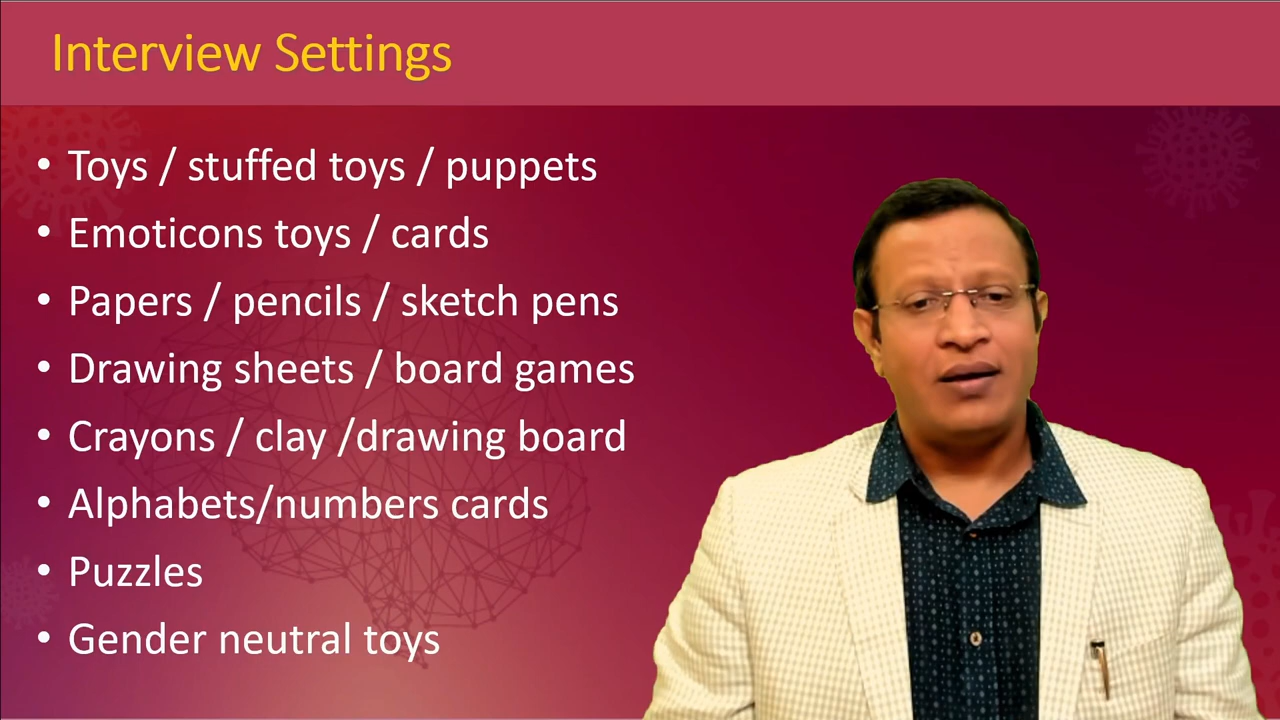 Interview Settings
• Toys / stuffed toys / puppets
• Emoticons toys / cards
• Papers / pencils / sketch pens
• Drawing sheets / board games
• Crayons / clay /drawing board
• Alphabets/numbers cards
• Puzzles
• Gender neutral toys